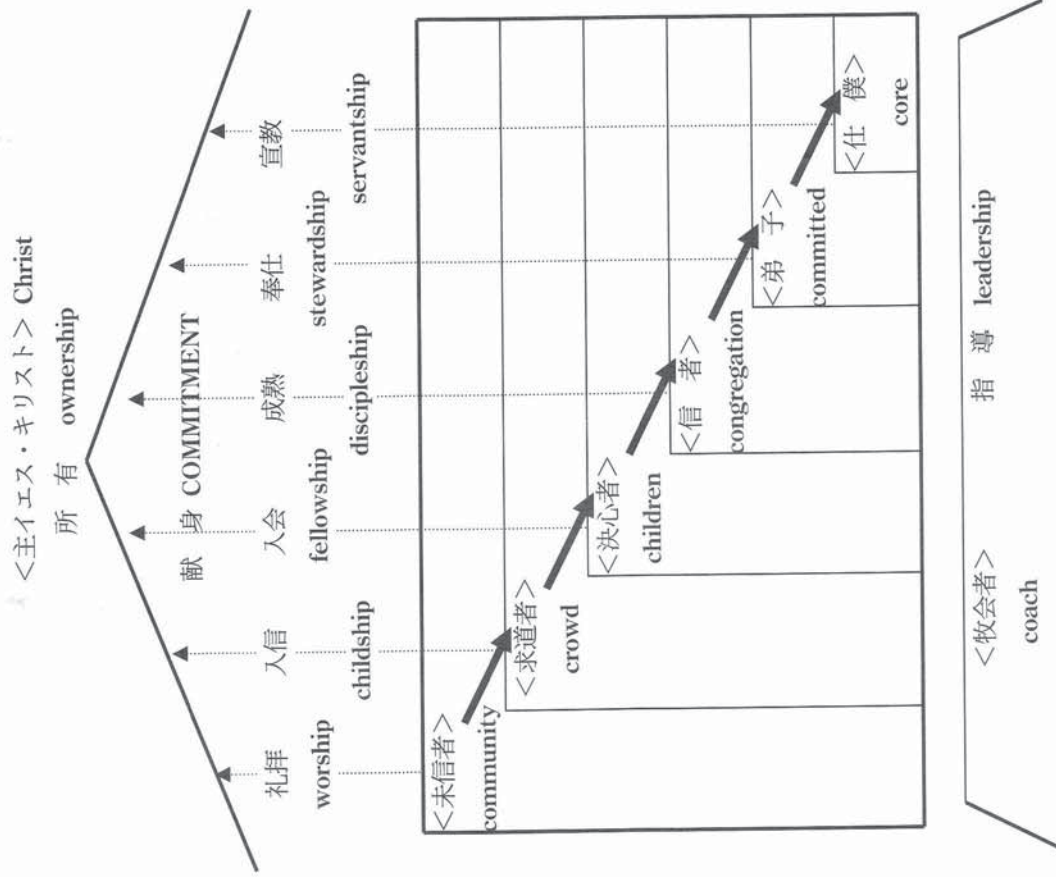 <主イエス・キリスト> Christ
所 有 ownership
献 身 COMMITMENT
礼拝 入信 入会 成熟 奉仕 宣教
worship childship fellowship discipleship stewardship servantship
<未信者>
community
<求道者>
crowd
<決心者>
children
<信 者>
congregation
<弟 子>
committed
<仕 僕>
core
<牧会者> 指 導 leadership
coach